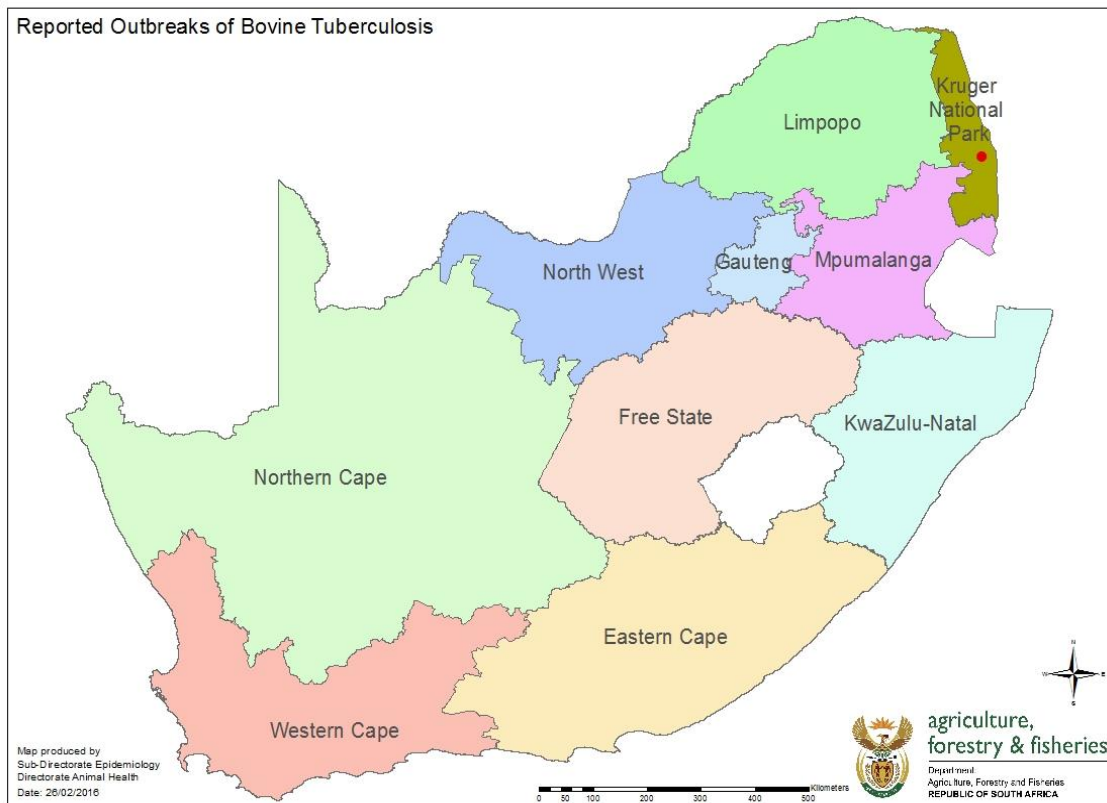 Reported Outbreaks of Bovine Tuberculosis
Kruger
National
Park
Limpopo
North West
Gauteng
Mpumalanga
Free State
KwaZulu-Natal
Northern Cape
Eastern Cape
Western Cape
N
W
E
S
Map produced by
Sub-Directorate Epidemiology
Directorate Animal Health
Date: 26/02/2016
Kilometers
0 50 100 200 300 400 500
agriculture,
forestry & fisheries
Department:
Agriculture, Forestry and Fisheries
REPUBLIC OF SOUTH AFRICA